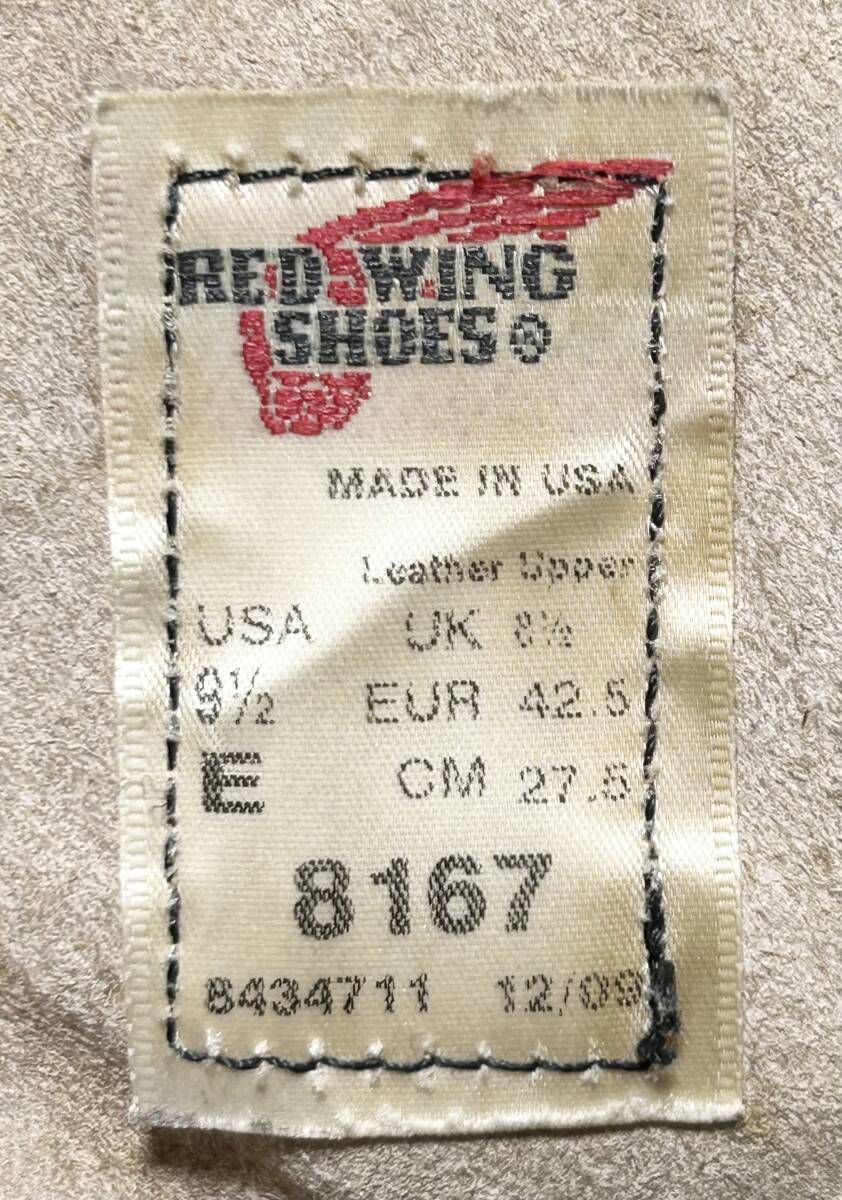 RED WING
SHOES®
MADE IN USA
Leather Upper
USA UK 8½
9½ EUR 42.5
E CM 27.5
8167
8434711 12/09